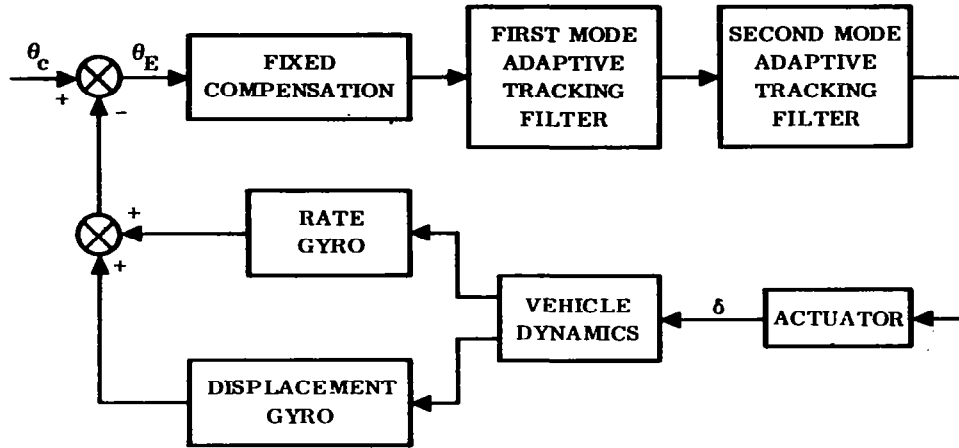 θc
+
-
θE
FIXED
COMPENSATION
FIRST MODE
ADAPTIVE
TRACKING
FILTER
SECOND MODE
ADAPTIVE
TRACKING
FILTER
+
+
RATE
GYRO
VEHICLE
DYNAMICS
δ
ACTUATOR
DISPLACEMENT
GYRO